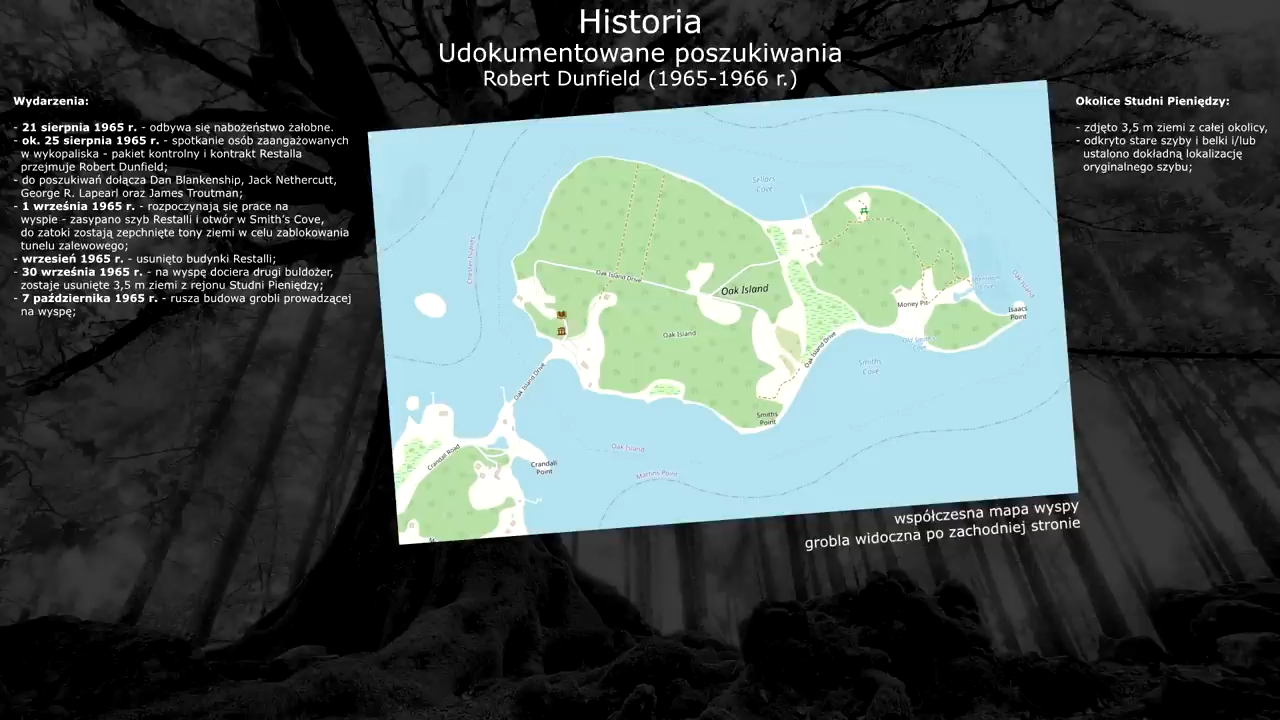 Historia
Udokumentowane poszukiwania
Robert Dunfield (1965-1966 r.)
Wydarzenia:
- 21 sierpnia 1965 r. - odbywa się nabożeństwo żałobne.
- ok. 25 sierpnia 1965 r. - spotkanie osób zaangażowanych
w wykopaliska - pakiet kontrolny i kontrakt Restalla
przejmuje Robert Dunfield;
- do poszukiwań dołącza Dan Blankenship, Jack Nethercutt,
George R. Lapearl oraz James Troutman;
- 1 września 1965 r. - rozpoczynają się prace na
wyspie - zasypano szyb Restalli i otwór w Smith's Cove,
do zatoki zostają zepchnięte tony ziemi w celu zablokowania
tunelu zalewowego;
- wrzesień 1965 r. - usunięto budynki Restalli;
- 30 września 1965 r. - na wyspę dociera drugi buldożer,
zostaje usunięte 3,5 m ziemi z rejonu Studni Pieniędzy;
- 7 października 1965 r. - rusza budowa grobli prowadzącej
na wyspę;
Okolice Studni Pieniędzy:
- zdjęto 3,5 m ziemi z całej okolicy,
- odkryto stare szyby i belki i/lub
ustalono dokładną lokalizację
oryginalnego szybu;
Sellars
Cove
Oak Island Drive
Oak Island
Oak Island
Money Pit
Oak Island
Isaacs
Point
Smiths
Cove
Oak Island Drive
Oak Island Drive
Smiths
Point
Crandall Road
Crandall
Point
Oak Island
Martins Point
współczesna mapa wyspy
grobla widoczna po zachodniej stronie